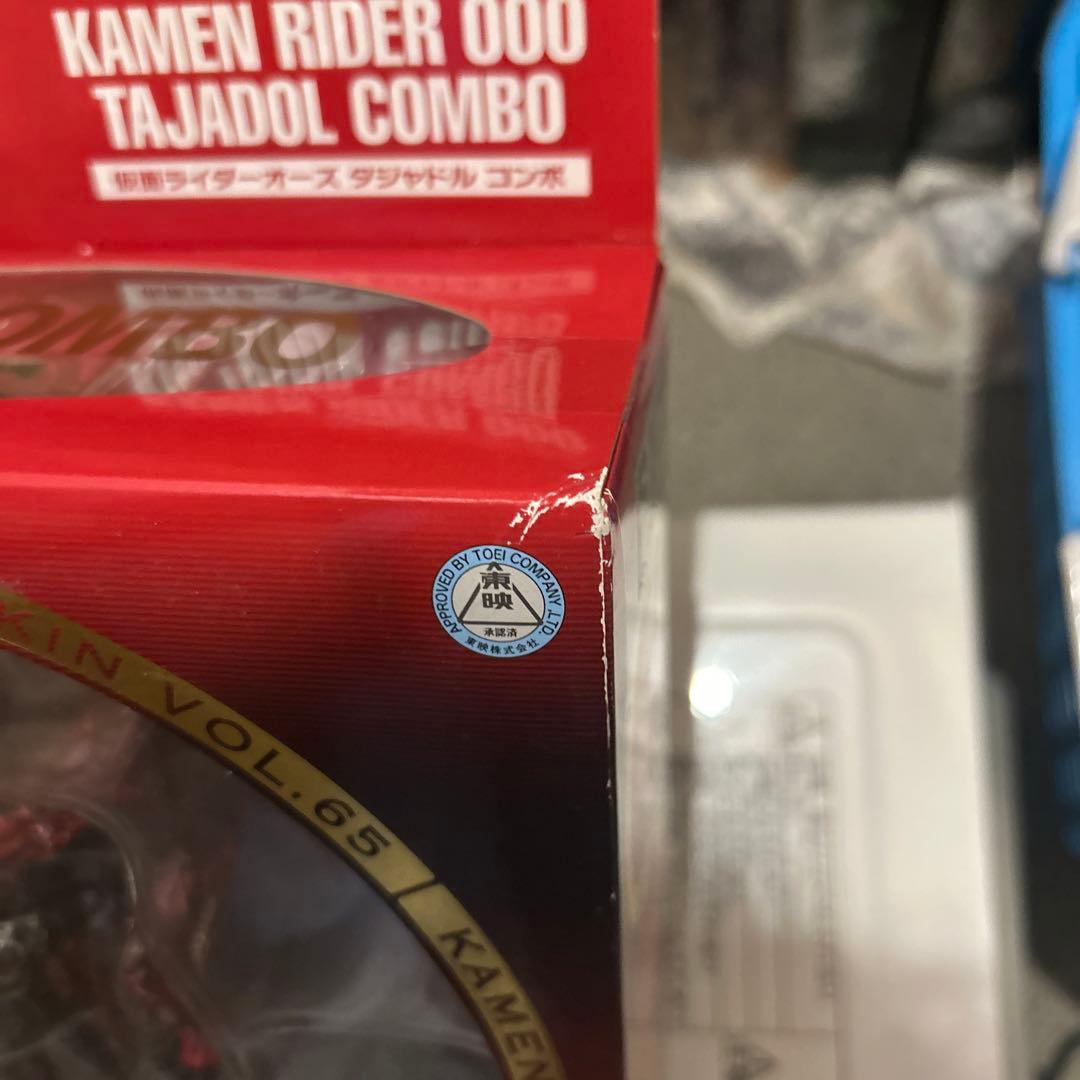 KAMEN RIDER OOO
TAJADOL COMBO
仮面ライダーオーズ タジャドル コンボ
OMBO
APPROVED BY TOEI COMPANY, LTD.
東映
承認済
東映株式会社
KIN VOL.65
KAMEN